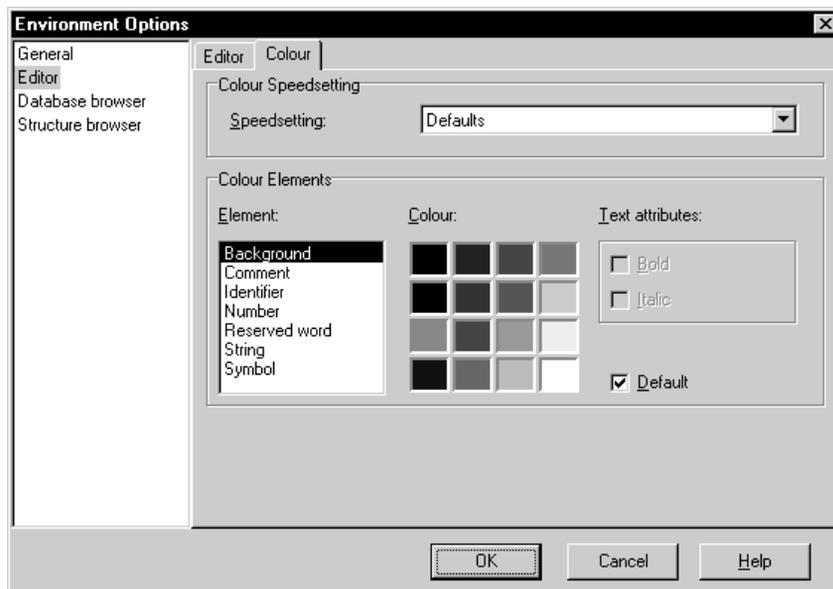 Environment Options
General
Editor
Database browser
Structure browser
Editor
Colour
Colour Speedsetting
Speedsetting:
Defaults
Colour Elements
Element:
Colour:
Text attributes:
Background
Comment
Identifier
Number
Reserved word
String
Symbol
Bold
Italic
Default
OK
Cancel
Help